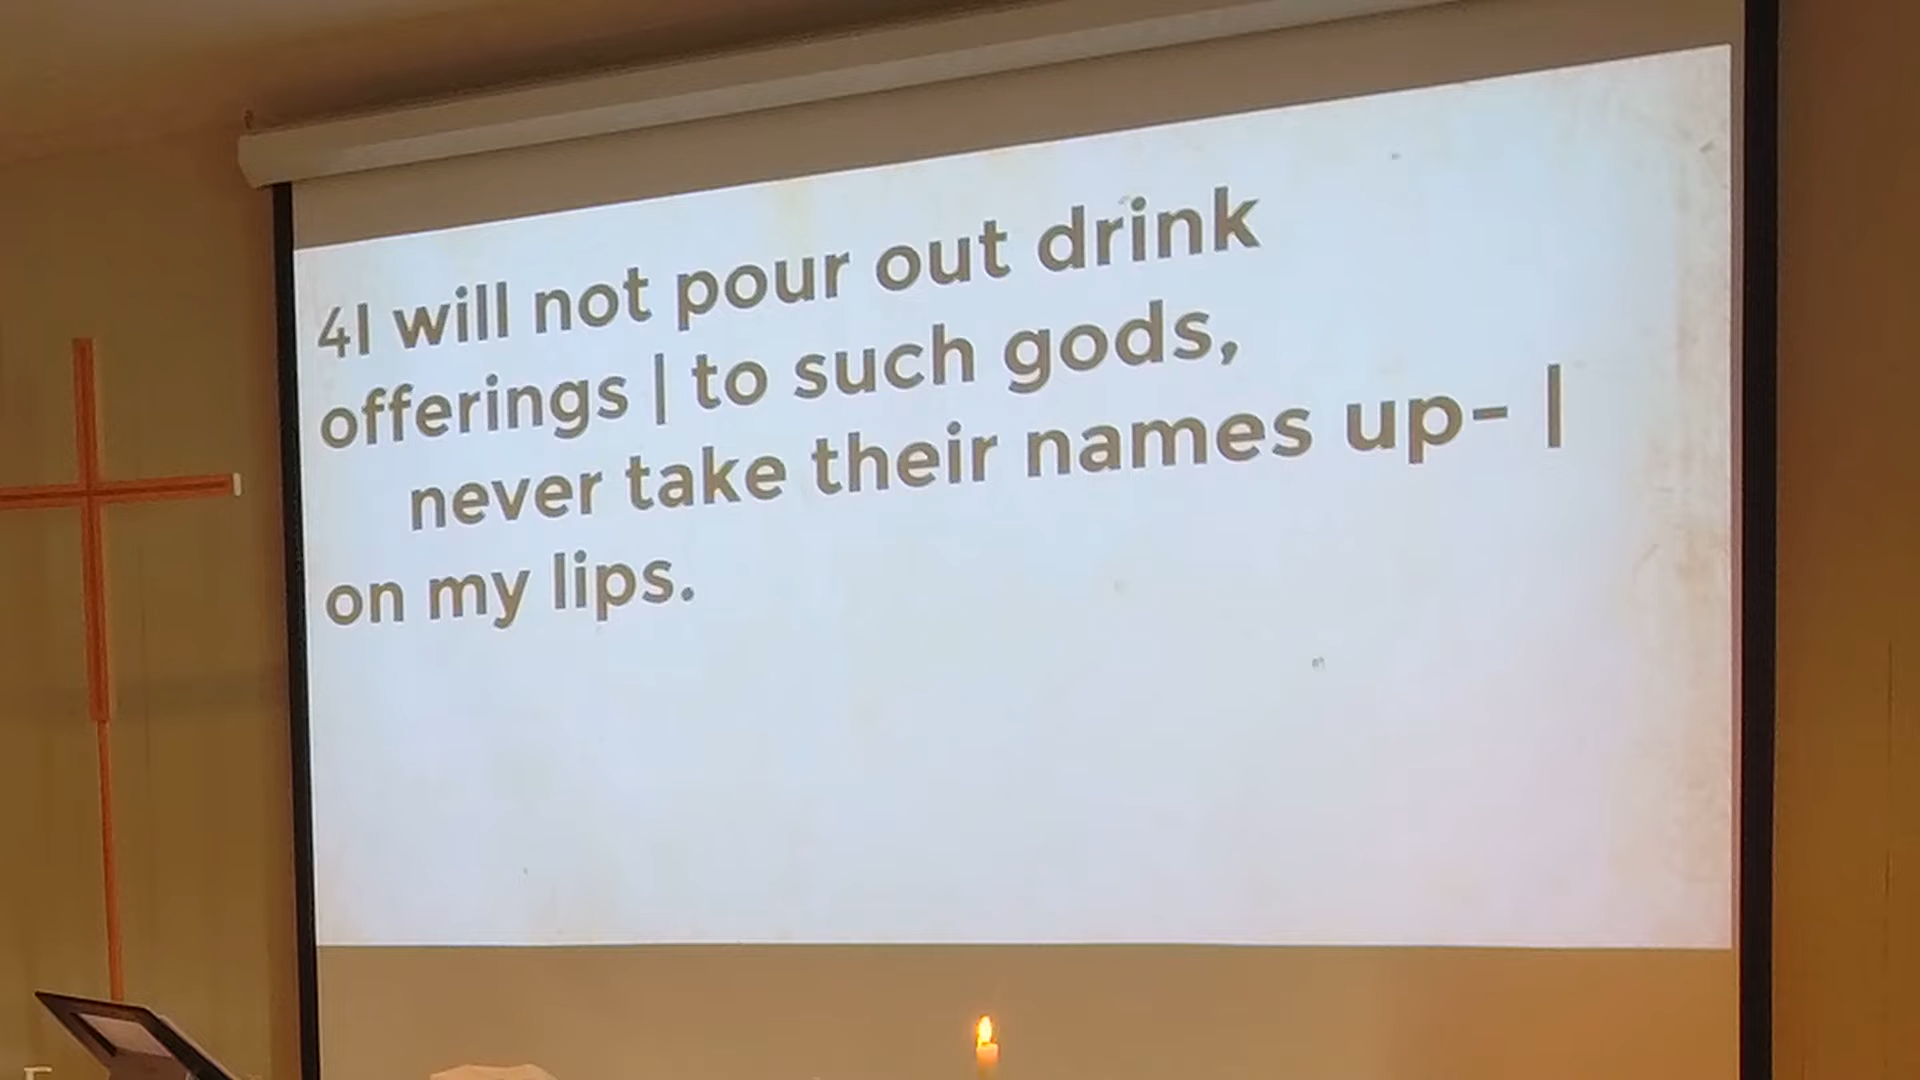 4I will not pour out drink
offerings | to such gods,
never take their names up- |
on my lips.